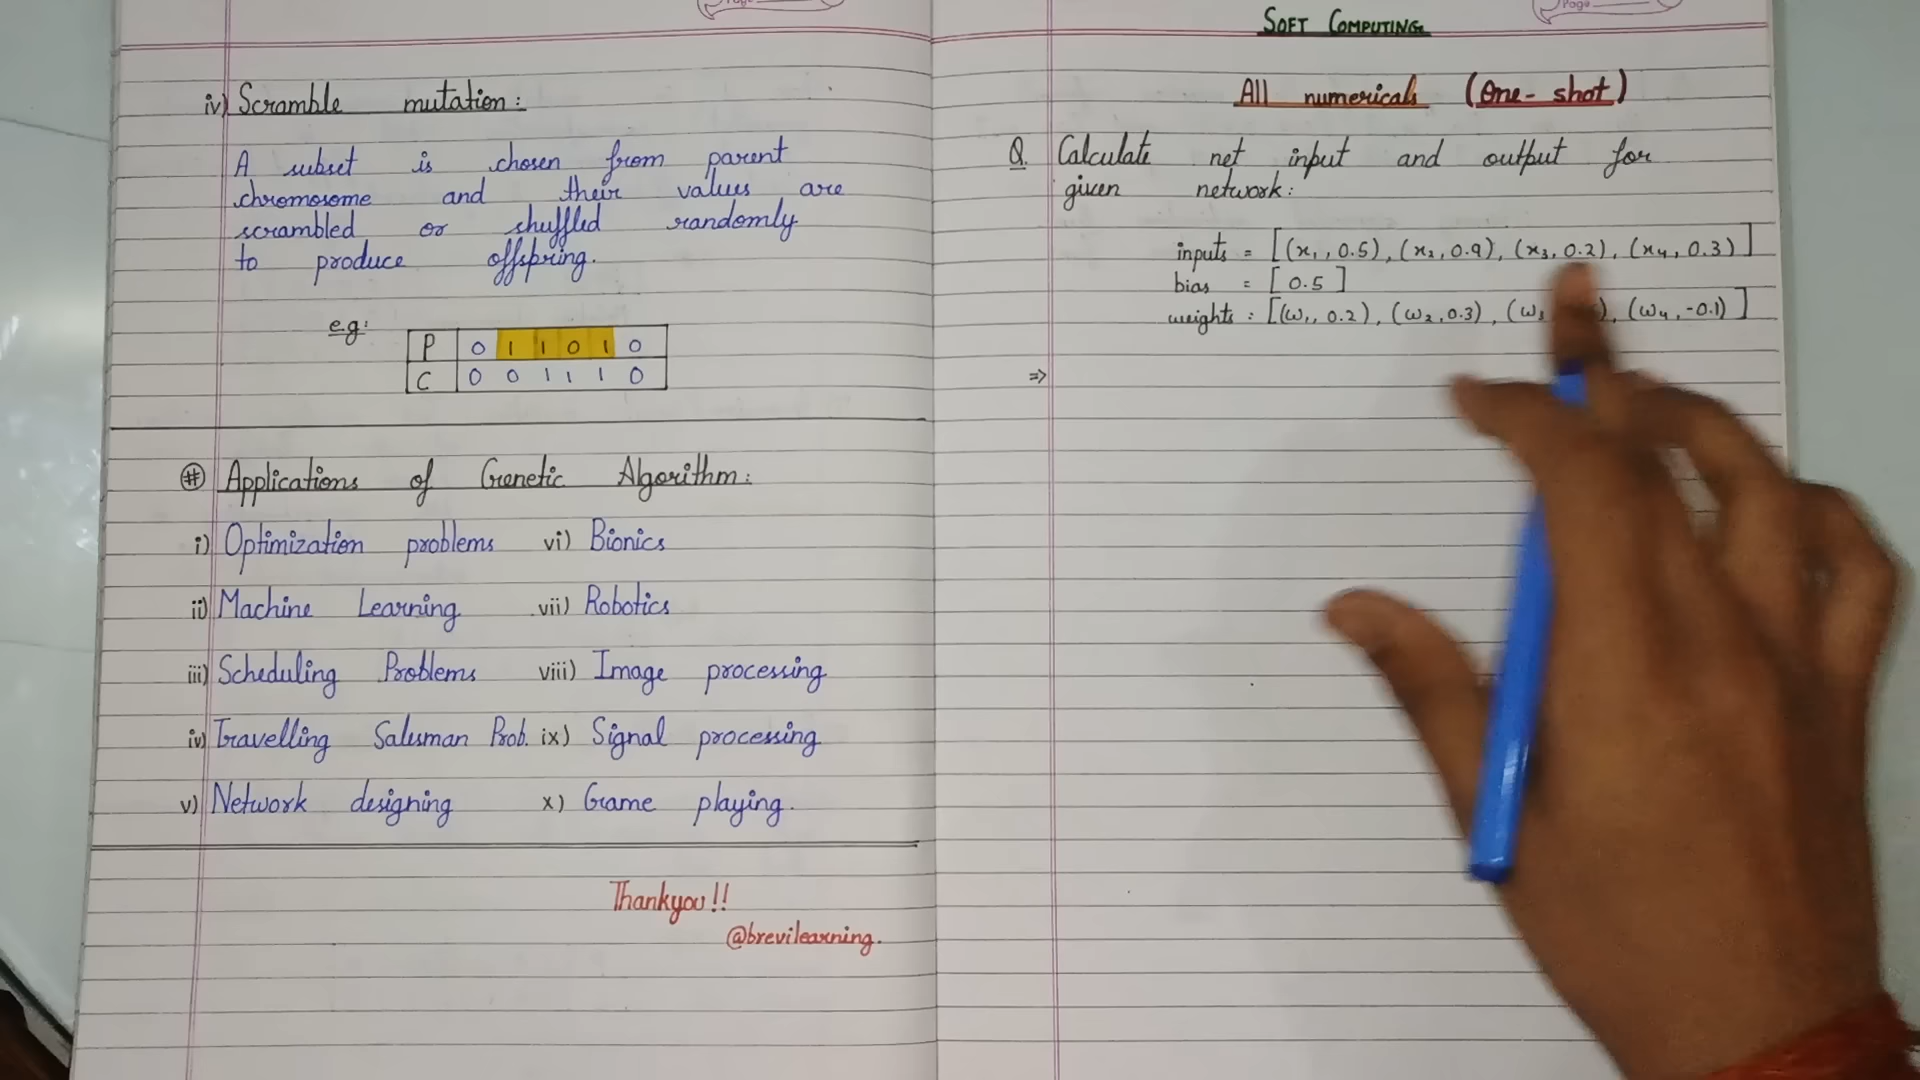 iv) Scramble mutation:
A subset is chosen from parent
chromosome and their values are
scrambled or shuffled randomly
to produce offspring.
e.g:
P 0 1 1 0 1 0
C 0 0 1 1 1 0
# Applications of Genetic Algorithm:
i) Optimization problems vi) Bionics
ii) Machine Learning vii) Robotics
iii) Scheduling Problems viii) Image processing
iv) Travelling Salesman Prob. ix) Signal processing
v) Network designing x) Game playing.
Thankyou!!
@brevilearning.
Page
SOFT COMPUTING
All numericals (One-shot)
Q. Calculate net input and output for
given network:
inputs = [(x₁, 0.5), (x₂, 0.9), (x₃, 0.2), (x₄, 0.3)]
bias = [0.5]
weights = [(ω₁, 0.2), (ω₂, 0.3), (ω₃ ), (ω₄, -0.1)]
⇒